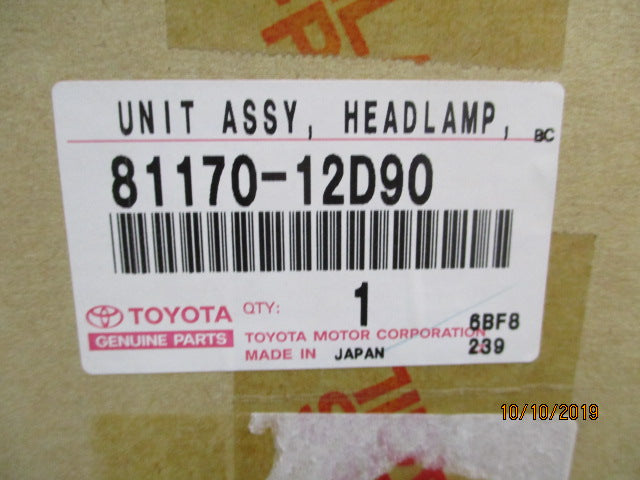 UNIT ASSY, HEADLAMP, BC
81170-12D90
TOYOTA QTY: 1 6BF8
GENUINE PARTS TOYOTA MOTOR CORPORATION
MADE IN JAPAN 239
10/10/2019